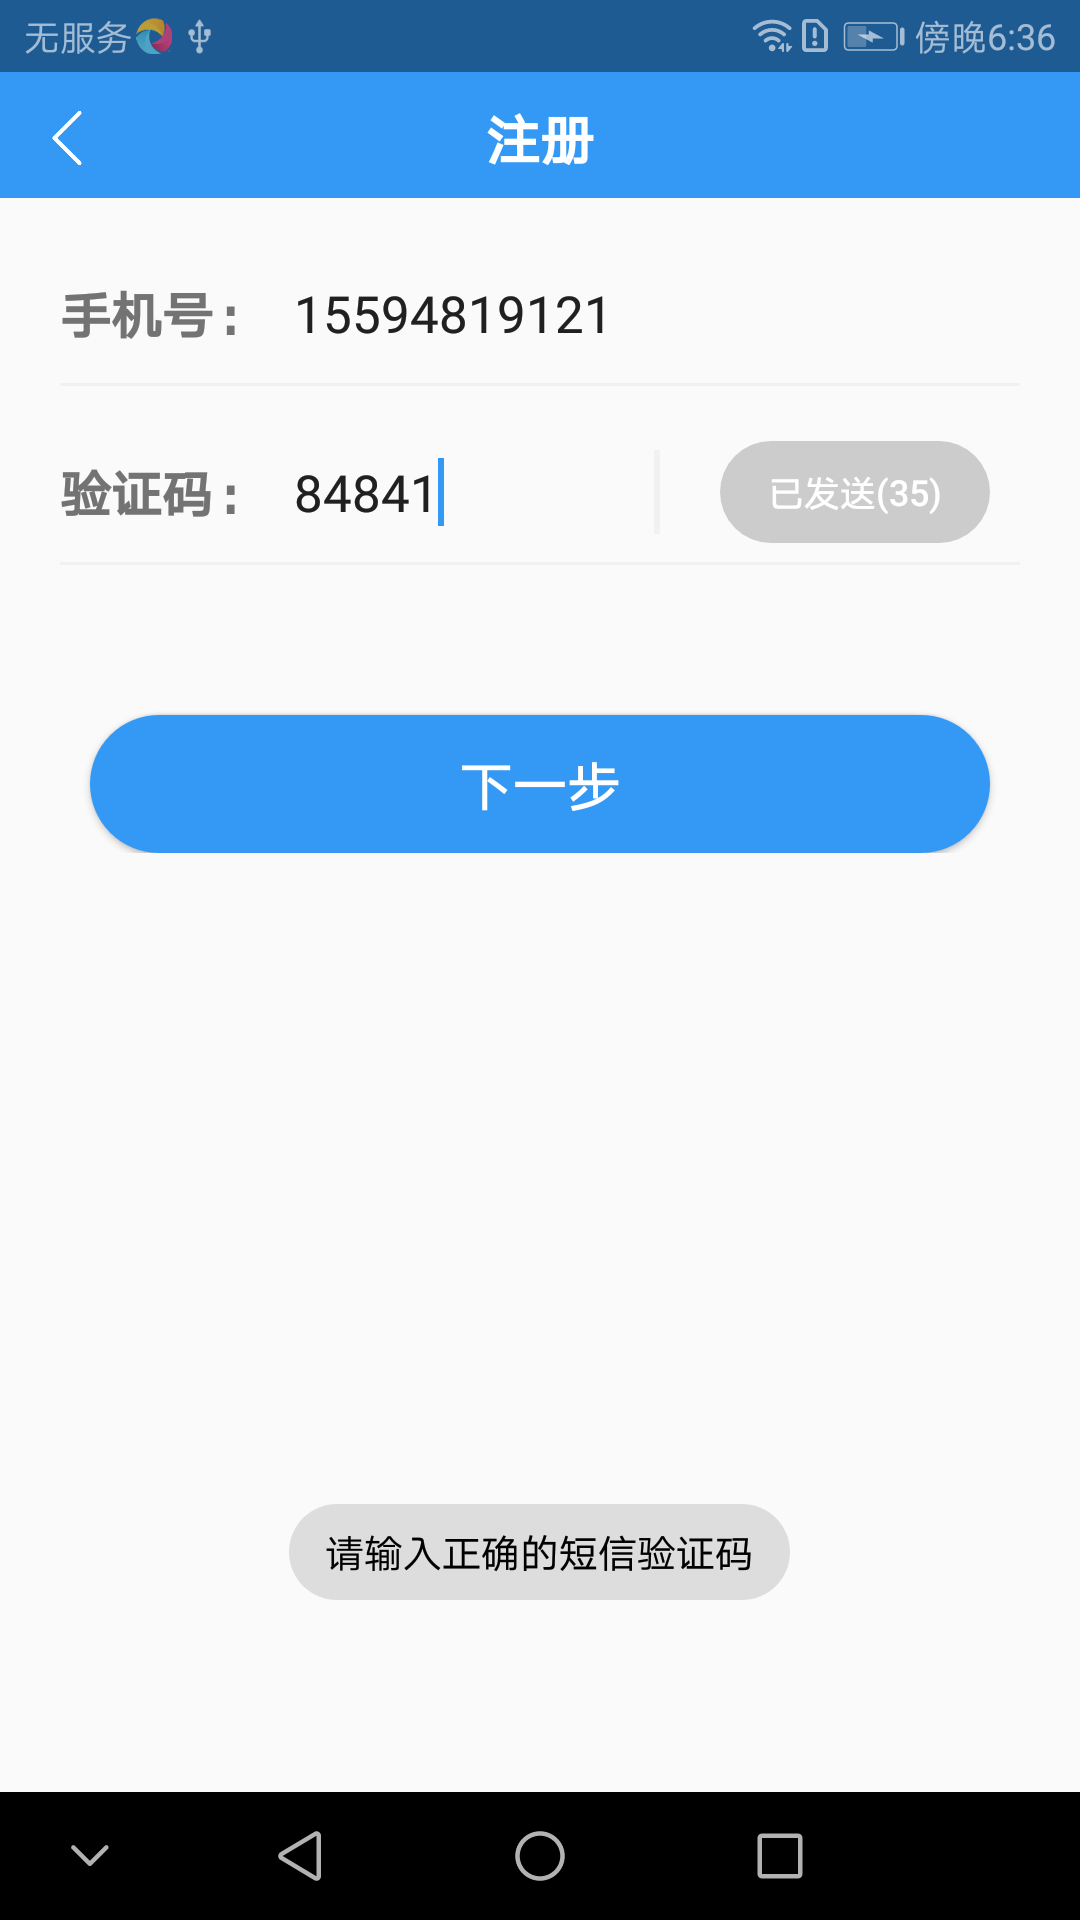 无服务 傍晚6:36
注册
手机号： 15594819121
验证码： 84841 已发送(35)
下一步
请输入正确的短信验证码